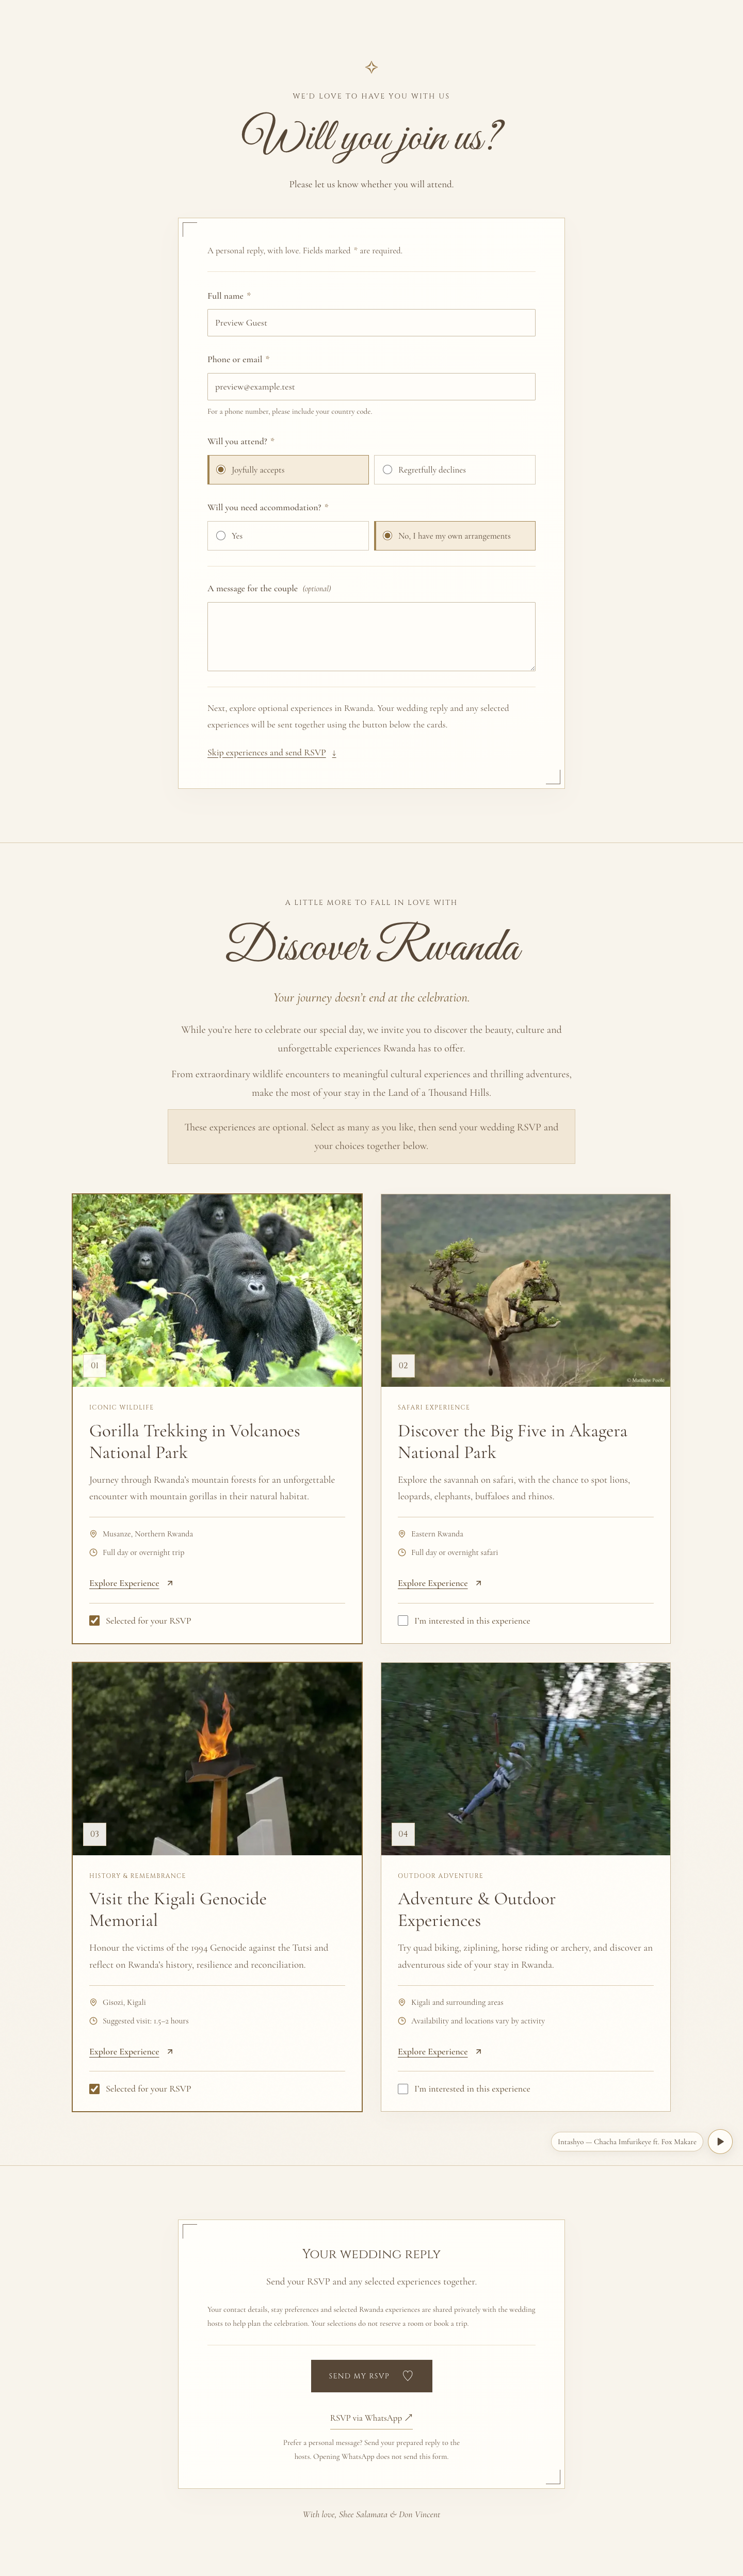 WE'D LOVE TO HAVE YOU WITH US
Will you join us?
Please let us know whether you will attend.
A personal reply, with love. Fields marked * are required.
Full name *
Preview Guest
Phone or email *
preview@example.test
For a phone number, please include your country code.
Will you attend? *
Joyfully accepts
Regretfully declines
Will you need accommodation? *
Yes
No, I have my own arrangements
A message for the couple (optional)
Next, explore optional experiences in Rwanda. Your wedding reply and any selected
experiences will be sent together using the button below the cards.
Skip experiences and send RSVP ↓
A LITTLE MORE TO FALL IN LOVE WITH
Discover Rwanda
Your journey doesn't end at the celebration.
While you're here to celebrate our special day, we invite you to discover the beauty, culture and
unforgettable experiences Rwanda has to offer.
From extraordinary wildlife encounters to meaningful cultural experiences and thrilling adventures,
make the most of your stay in the Land of a Thousand Hills.
These experiences are optional. Select as many as you like, then send your wedding RSVP and
your choices together below.
01
ICONIC WILDLIFE
Gorilla Trekking in Volcanoes
National Park
Journey through Rwanda's mountain forests for an unforgettable
encounter with mountain gorillas in their natural habitat.
Musanze, Northern Rwanda
Full day or overnight trip
Explore Experience ↗
Selected for your RSVP
02
SAFARI EXPERIENCE
Discover the Big Five in Akagera
National Park
Explore the savannah on safari, with the chance to spot lions,
leopards, elephants, buffaloes and rhinos.
Eastern Rwanda
Full day or overnight safari
Explore Experience ↗
I'm interested in this experience
03
HISTORY & REMEMBRANCE
Visit the Kigali Genocide
Memorial
Honour the victims of the 1994 Genocide against the Tutsi and
reflect on Rwanda's history, resilience and reconciliation.
Gisozi, Kigali
Suggested visit: 1.5–2 hours
Explore Experience ↗
Selected for your RSVP
04
OUTDOOR ADVENTURE
Adventure & Outdoor
Experiences
Try quad biking, ziplining, horse riding or archery, and discover an
adventurous side of your stay in Rwanda.
Kigali and surrounding areas
Availability and locations vary by activity
Explore Experience ↗
I'm interested in this experience
Intashyo — Chacha Imfurikeye ft. Fox Makare
YOUR WEDDING REPLY
Send your RSVP and any selected experiences together.
Your contact details, stay preferences and selected Rwanda experiences are shared privately with the wedding
hosts to help plan the celebration. Your selections do not reserve a room or book a trip.
SEND MY RSVP
RSVP via WhatsApp ↗
Prefer a personal message? Send your prepared reply to the
hosts. Opening WhatsApp does not send this form.
With love, Shee Salamata & Don Vincent